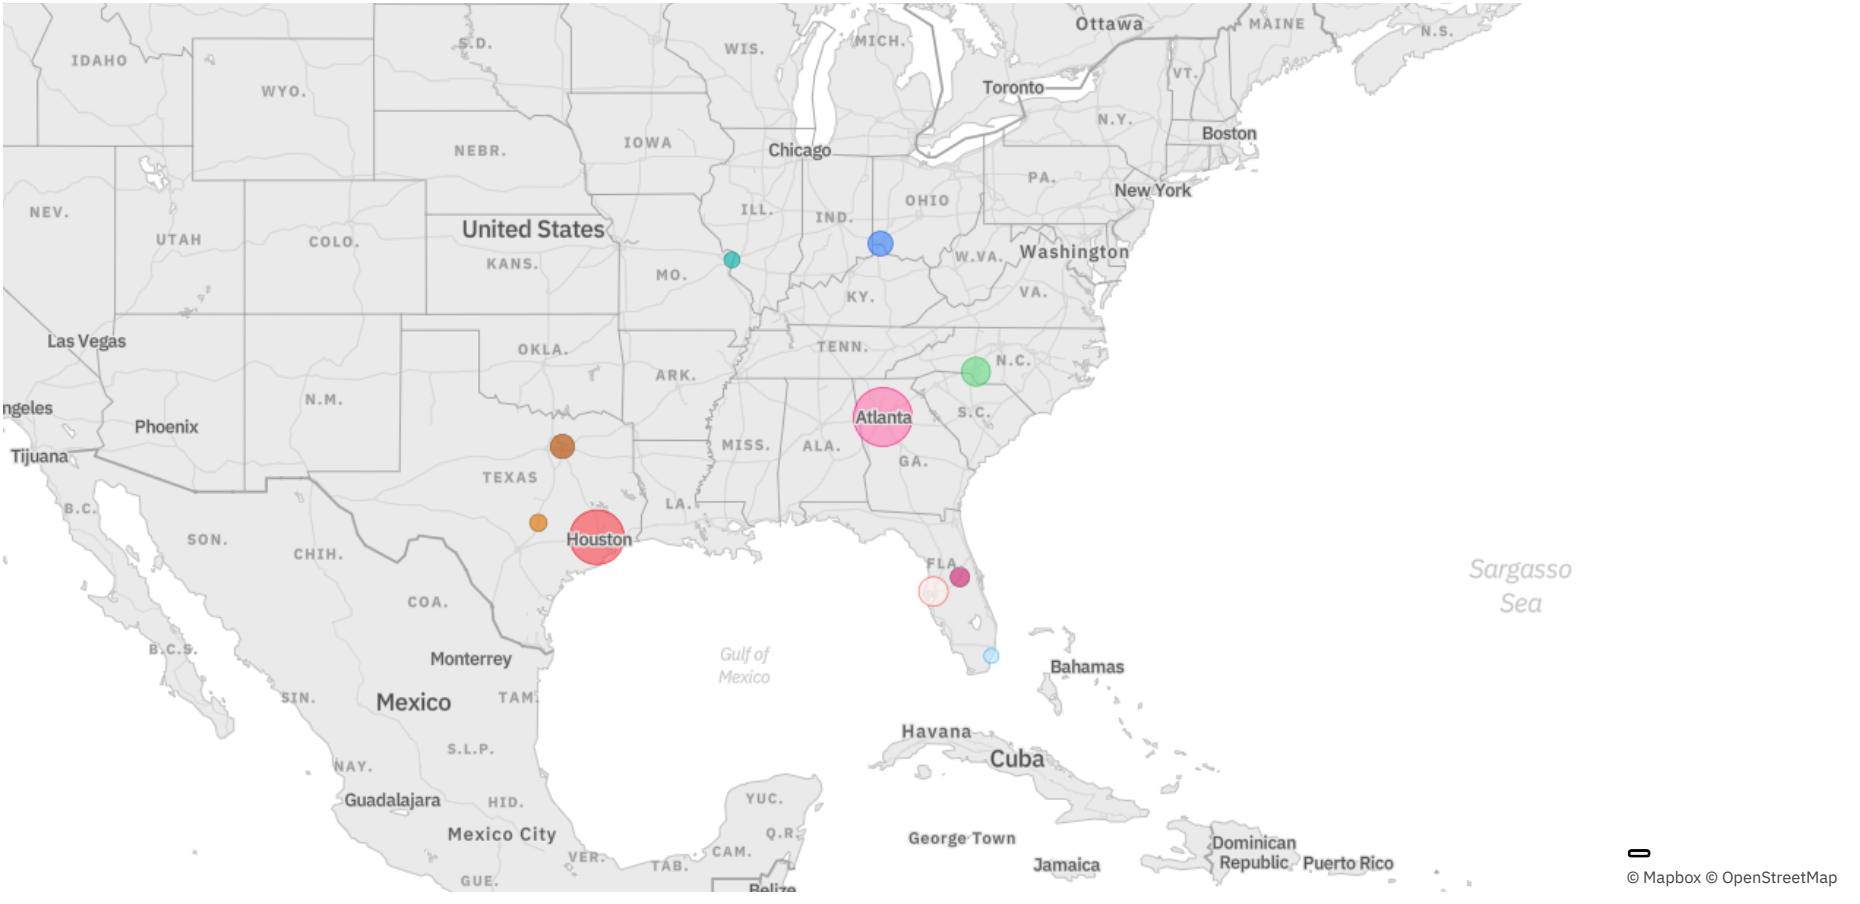 Ottawa
MAINE
N.S.
IDAHO
S.D.
WIS.
MICH.
VT.
WYO.
Toronto
N.Y.
Boston
IOWA
NEBR.
Chicago
PA.
New York
NEV.
ILL.
IND.
OHIO
United States
UTAH
COLO.
KANS.
MO.
W.VA.
Washington
KY.
VA.
Las Vegas
OKLA.
TENN.
N.C.
ARK.
ngeles
N.M.
Phoenix
Atlanta
S.C.
Tijuana
MISS.
ALA.
GA.
TEXAS
B.C.
LA.
SON.
CHIH.
Houston
FLA.
Sargasso
Sea
COA.
B.C.S.
Monterrey
Gulf of
Mexico
Bahamas
SIN.
Mexico
TAM.
Havana
S.L.P.
Cuba
NAY.
Guadalajara
HID.
YUC.
Mexico City
Q.R.
George Town
VER.
TAB.
CAM.
Jamaica
Dominican
Republic
Puerto Rico
GUE.
Belize
© Mapbox © OpenStreetMap